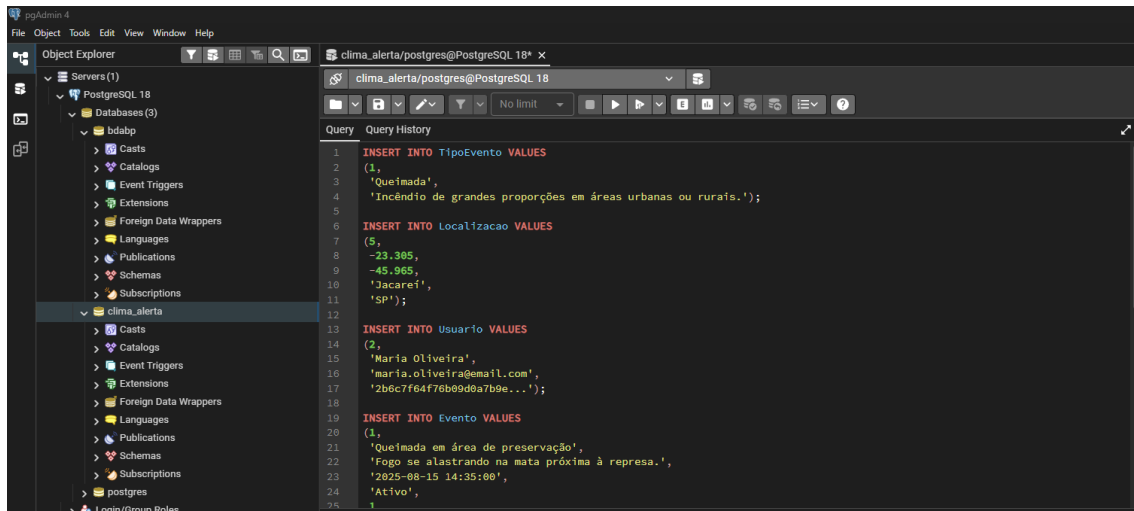 pgAdmin 4
File Object Tools Edit View Window Help
Object Explorer
clima_alerta/postgres@PostgreSQL 18*
Servers (1)
PostgreSQL 18
Databases (3)
bdabp
Casts
Catalogs
Event Triggers
Extensions
Foreign Data Wrappers
Languages
Publications
Schemas
Subscriptions
clima_alerta
Casts
Catalogs
Event Triggers
Extensions
Foreign Data Wrappers
Languages
Publications
Schemas
Subscriptions
postgres
Login/Group Roles
clima_alerta/postgres@PostgreSQL 18
No limit
E
Query Query History
1 INSERT INTO TipoEvento VALUES
2 (1,
3 'Queimada',
4 'Incêndio de grandes proporções em áreas urbanas ou rurais.');
5
6 INSERT INTO Localizacao VALUES
7 (5,
8 -23.305,
9 -45.965,
10 'Jacareí',
11 'SP');
12
13 INSERT INTO Usuario VALUES
14 (2,
15 'Maria Oliveira',
16 'maria.oliveira@email.com',
17 '2b6c7f64f76b09d0a7b9e...');
18
19 INSERT INTO Evento VALUES
20 (1,
21 'Queimada em área de preservação',
22 'Fogo se alastrando na mata próxima à represa.',
23 '2025-08-15 14:35:00',
24 'Ativo',
25 1